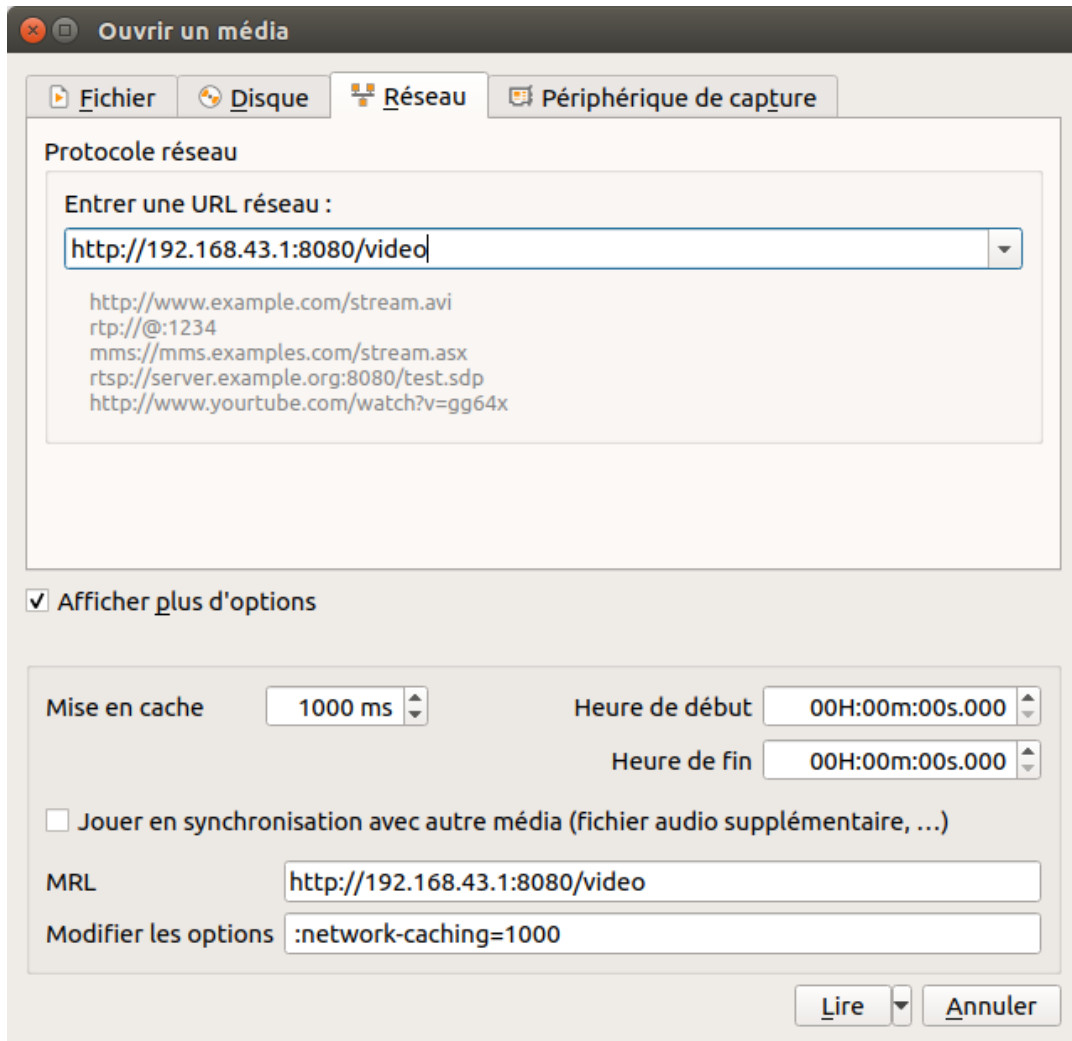 Ouvrir un média
Fichier Disque Réseau Périphérique de capture
Protocole réseau
Entrer une URL réseau :
http://192.168.43.1:8080/video
http://www.example.com/stream.avi
rtp://@:1234
mms://mms.examples.com/stream.asx
rtsp://server.example.org:8080/test.sdp
http://www.yourtube.com/watch?v=gg64x
Afficher plus d'options
Mise en cache 1000 ms Heure de début 00H:00m:00s.000
Heure de fin 00H:00m:00s.000
Jouer en synchronisation avec autre média (fichier audio supplémentaire, …)
MRL http://192.168.43.1:8080/video
Modifier les options :network-caching=1000
Lire Annuler